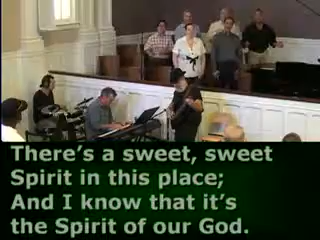 There's a sweet, sweet
Spirit in this place;
And I know that it's
the Spirit of our God.